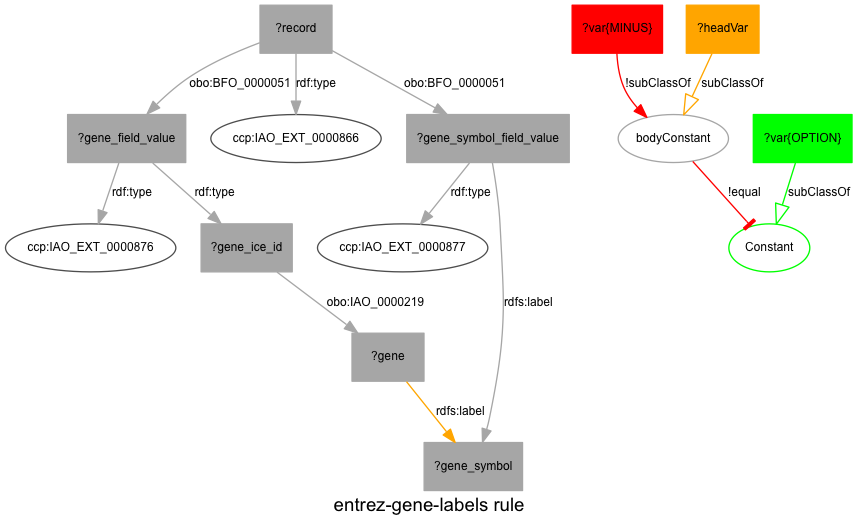 ?record
?var{MINUS}
?headVar
obo:BFO_0000051
rdf:type
obo:BFO_0000051
!subClassOf
subClassOf
?gene_field_value
ccp:IAO_EXT_0000866
?gene_symbol_field_value
bodyConstant
?var{OPTION}
rdf:type
rdf:type
rdf:type
!equal
subClassOf
ccp:IAO_EXT_0000876
?gene_ice_id
ccp:IAO_EXT_0000877
Constant
obo:IAO_0000219
rdfs:label
?gene
rdfs:label
?gene_symbol
entrez-gene-labels rule